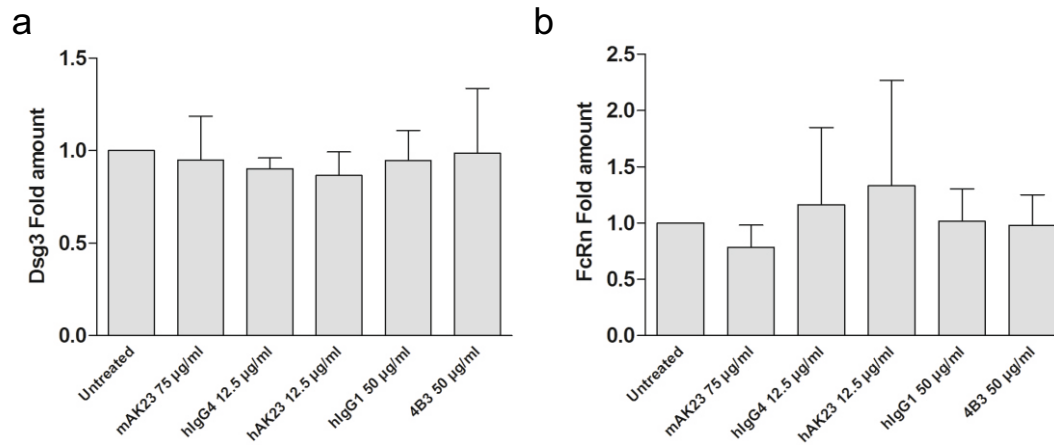 a
Dsg3 Fold amount
1.5
1.0
0.5
0.0
Untreated
mAK23 75 µg/ml
hIgG4 12.5 µg/ml
hAK23 12.5 µg/ml
hIgG1 50 µg/ml
4B3 50 µg/ml
b
FcRn Fold amount
2.5
2.0
1.5
1.0
0.5
0.0
Untreated
mAK23 75 µg/ml
hIgG4 12.5 µg/ml
hAK23 12.5 µg/ml
hIgG1 50 µg/ml
4B3 50 µg/ml